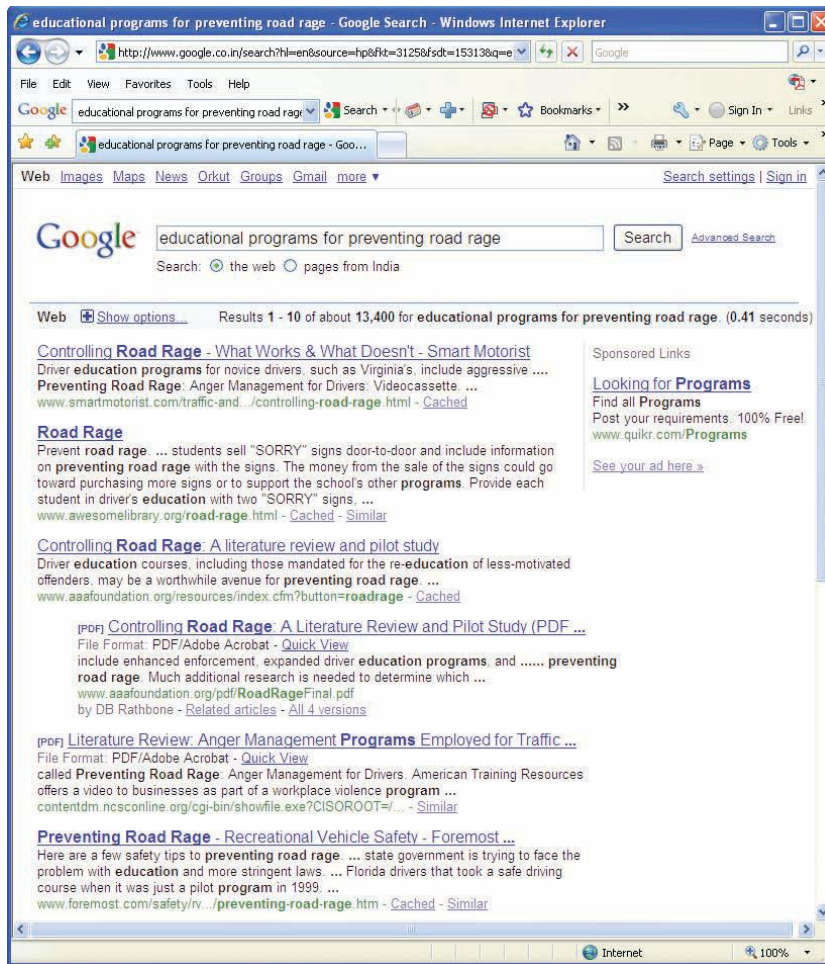 educational programs for preventing road rage - Google Search - Windows Internet Explorer
http://www.google.co.in/search?hl=en&source=hp&fkt=3125&fsdt=15313&q=e
Google
File Edit View Favorites Tools Help
Google educational programs for preventing road rage Search Bookmarks » Sign In Links »
educational programs for preventing road rage - Goo... Page Tools »
Web Images Maps News Orkut Groups Gmail more ▼ Search settings | Sign in
Google educational programs for preventing road rage Search Advanced Search
Search: the web pages from India
Web Show options... Results 1 - 10 of about 13,400 for educational programs for preventing road rage. (0.41 seconds)
Controlling Road Rage - What Works & What Doesn't - Smart Motorist
Driver education programs for novice drivers, such as Virginia's, include aggressive ....
Preventing Road Rage: Anger Management for Drivers: Videocassette. ...
www.smartmotorist.com/traffic-and.../controlling-road-rage.html - Cached
Road Rage
Prevent road rage. ... students sell "SORRY" signs door-to-door and include information
on preventing road rage with the signs. The money from the sale of the signs could go
toward purchasing more signs or to support the school's other programs. Provide each
student in driver's education with two "SORRY" signs, ...
www.awesomelibrary.org/road-rage.html - Cached - Similar
Controlling Road Rage: A literature review and pilot study
Driver education courses, including those mandated for the re-education of less-motivated
offenders, may be a worthwhile avenue for preventing road rage. ...
www.aaafoundation.org/resources/index.cfm?button=roadrage - Cached
[PDF] Controlling Road Rage: A Literature Review and Pilot Study (PDF ...
File Format: PDF/Adobe Acrobat - Quick View
include enhanced enforcement, expanded driver education programs, and ...... preventing
road rage. Much additional research is needed to determine which ...
www.aaafoundation.org/pdf/RoadRageFinal.pdf
by DB Rathbone - Related articles - All 4 versions
[PDF] Literature Review: Anger Management Programs Employed for Traffic ...
File Format: PDF/Adobe Acrobat - Quick View
called Preventing Road Rage: Anger Management for Drivers. American Training Resources
offers a video to businesses as part of a workplace violence program ...
contentdm.ncsconline.org/cgi-bin/showfile.exe?CISOROOT=/... - Similar
Preventing Road Rage - Recreational Vehicle Safety - Foremost ...
Here are a few safety tips to preventing road rage. ... state government is trying to face the
problem with education and more stringent laws. ... Florida drivers that took a safe driving
course when it was just a pilot program in 1999. ...
www.foremost.com/safety/rv.../preventing-road-rage.htm - Cached - Similar
Sponsored Links
Looking for Programs
Find all Programs
Post your requirements. 100% Free!
www.quikr.com/Programs
See your ad here »
Internet 100%